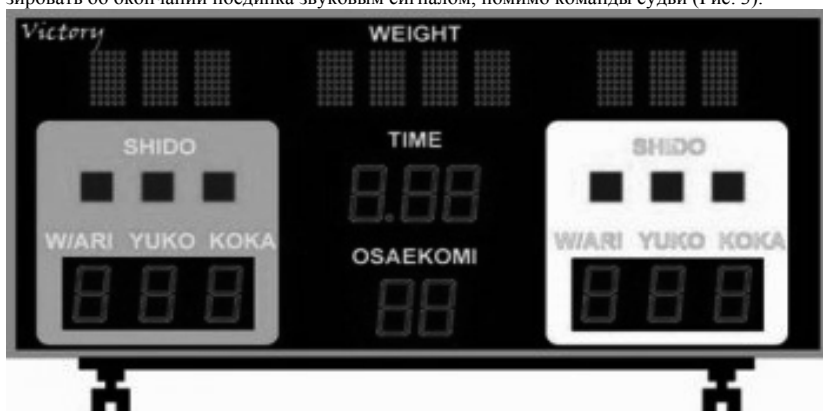 зировать об окончании поединка звуковым сигналом, помимо команды судьи (Рис. 3).
Victory
WEIGHT
SHIDO
TIME
SHIDO
W/ARI YUKO KOKA
OSAEKOMI
W/ARI YUKO KOKA